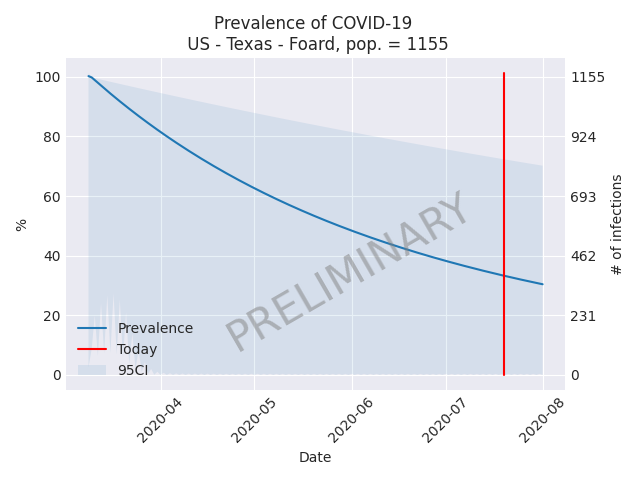 Prevalence of COVID-19
US - Texas - Foard, pop. = 1155
100
80
60
40
20
0
%
1155
924
693
462
231
0
# of infections
PRELIMINARY
Prevalence
Today
95CI
2020-04
2020-05
2020-06
2020-07
2020-08
Date